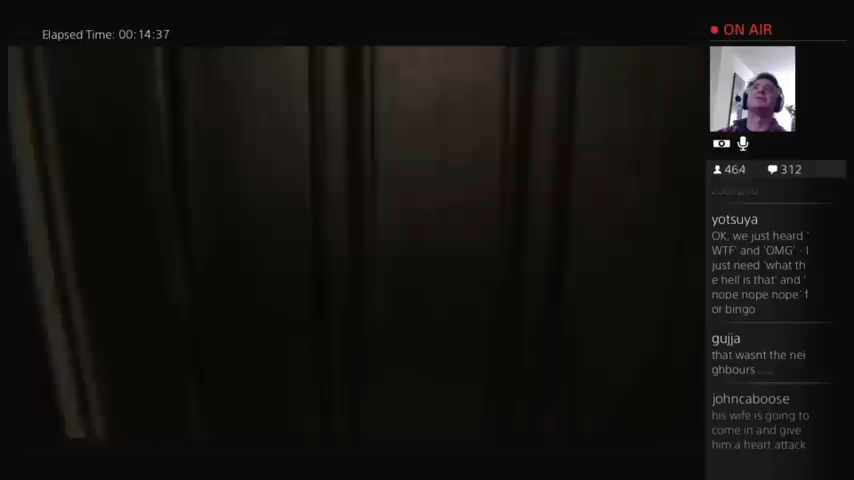 Elapsed Time: 00:14:37
ON AIR
464 312
yotsuya
OK, we just heard '
WTF' and 'OMG' - I
just need 'what th
e hell is that' and '
nope nope nope' f
or bingo
gujja
that wasnt the nei
ghbours .....
johncaboose
his wife is going to
come in and give
him a heart attack